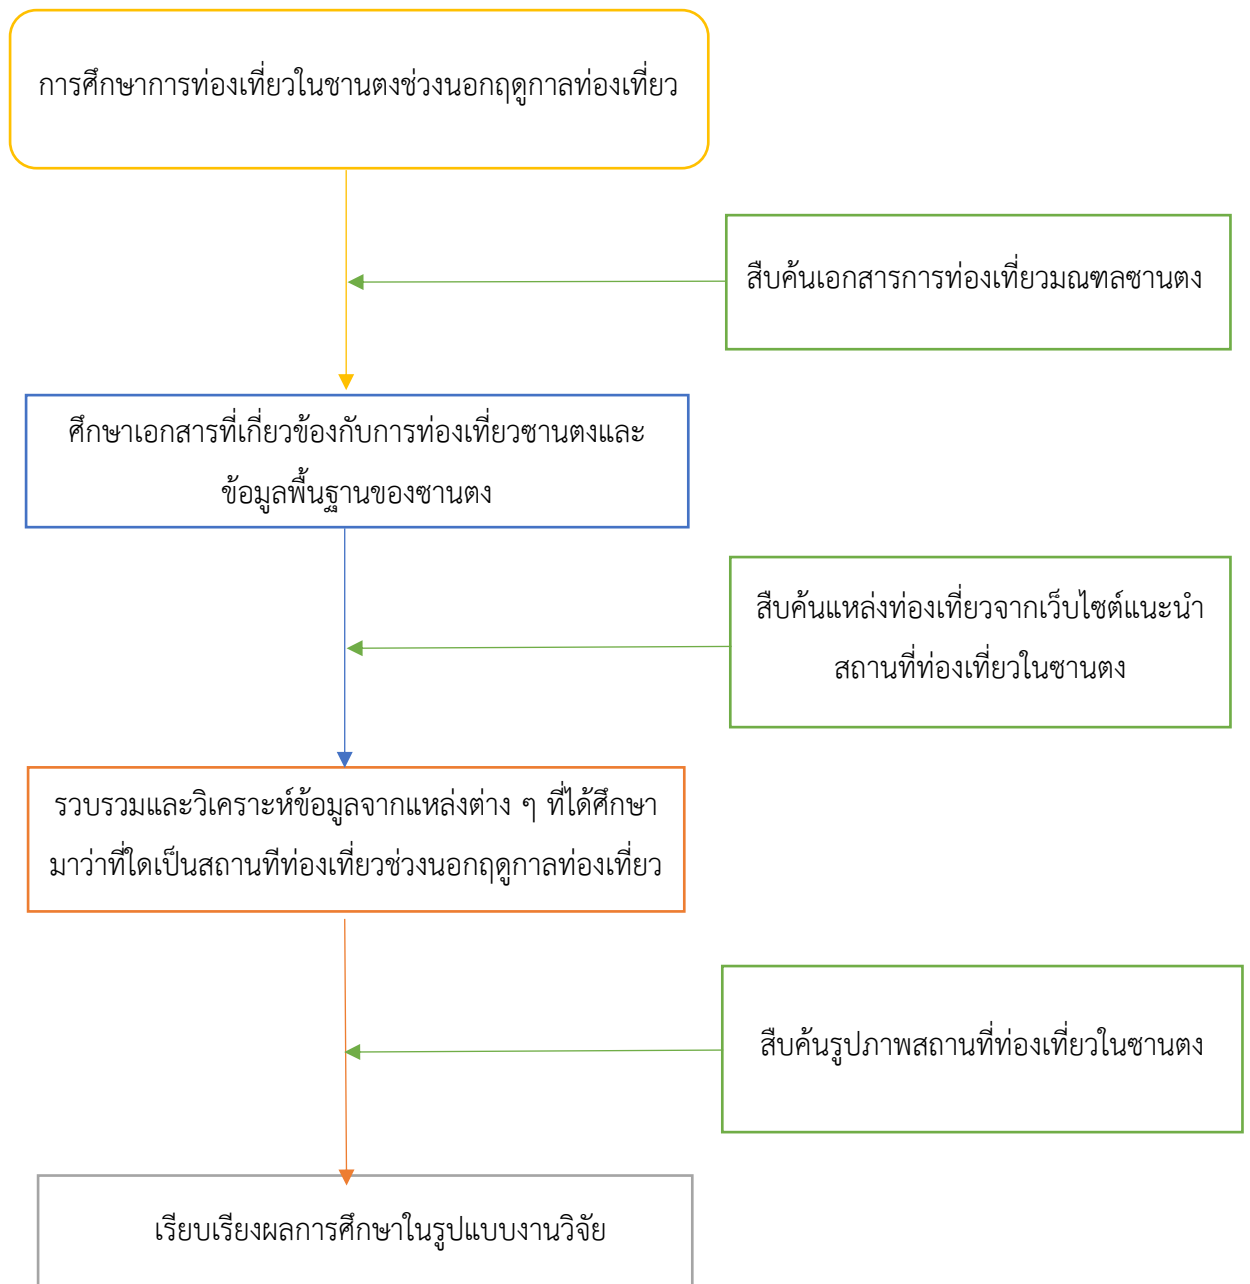 การศึกษาการท่องเที่ยวในชานตงช่วงนอกฤดูกาลท่องเที่ยว
สืบค้นเอกสารการท่องเที่ยวมณฑลซานตง
ศึกษาเอกสารที่เกี่ยวข้องกับการท่องเที่ยวซานตงและ
ข้อมูลพื้นฐานของซานตง
สืบค้นแหล่งท่องเที่ยวจากเว็บไซต์แนะนำ
สถานที่ท่องเที่ยวในซานตง
รวบรวมและวิเคราะห์ข้อมูลจากแหล่งต่าง ๆ ที่ได้ศึกษา
มาว่าที่ใดเป็นสถานทีท่องเที่ยวช่วงนอกฤดูกาลท่องเที่ยว
สืบค้นรูปภาพสถานที่ท่องเที่ยวในซานตง
เรียบเรียงผลการศึกษาในรูปแบบงานวิจัย